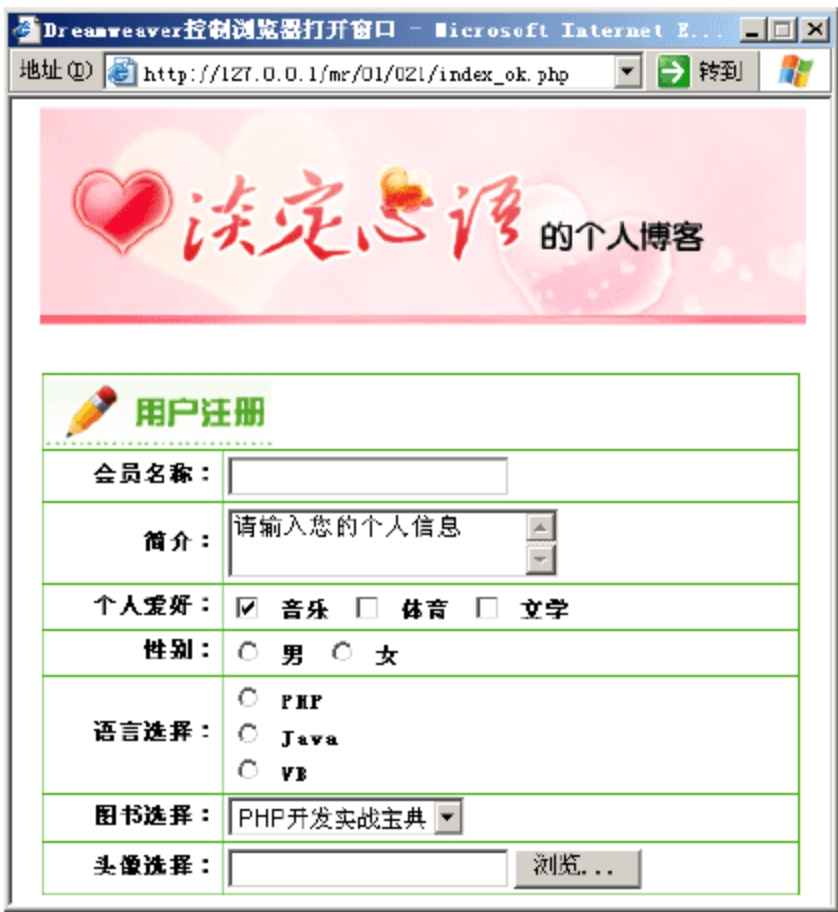 Dreamweaver控制浏览器打开窗口 - Microsoft Internet E...
地址(D) http://127.0.0.1/mr/01/021/index_ok.php 转到
淡定心语的个人博客
用户注册
会员名称：
简介： 请输入您的个人信息
个人爱好： 音乐 体育 文学
性别： 男 女
语言选择： PHP
Java
VB
图书选择： PHP开发实战宝典
头像选择： 浏览...